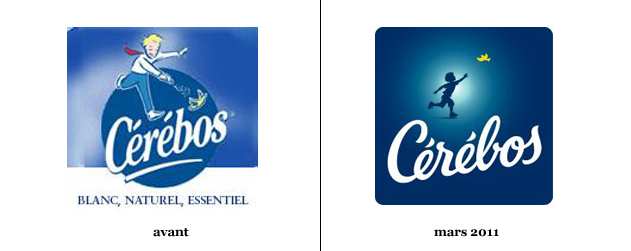 Cérébos
BLANC, NATUREL, ESSENTIEL
avant
Cérébos
mars 2011